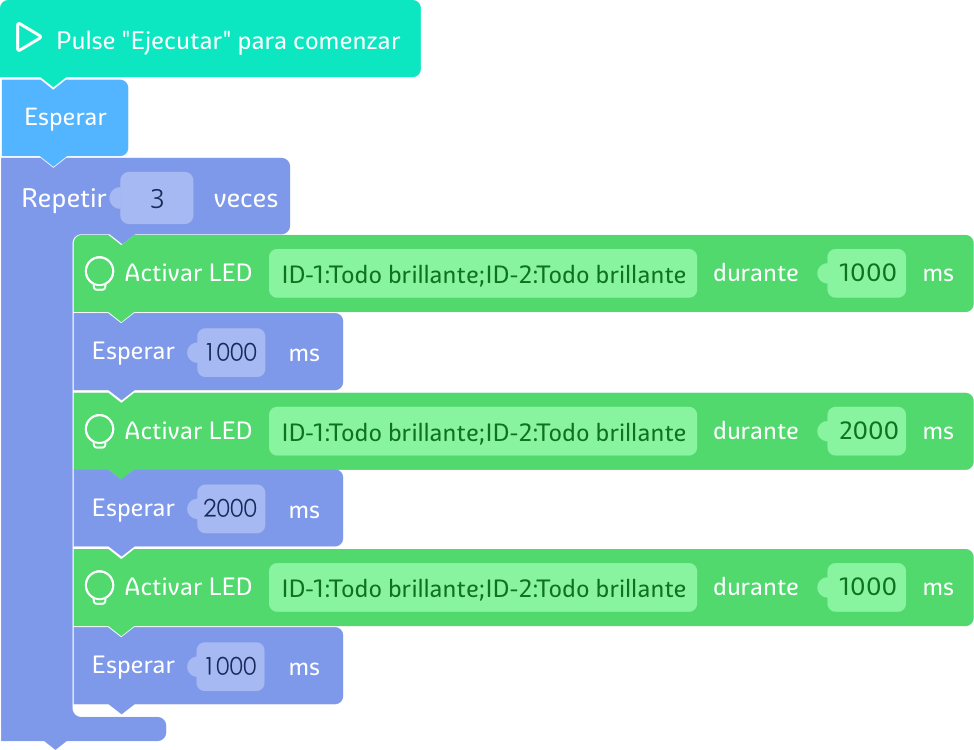 Pulse "Ejecutar" para comenzar
Esperar
Repetir 3 veces
Activar LED ID-1:Todo brillante;ID-2:Todo brillante durante 1000 ms
Esperar 1000 ms
Activar LED ID-1:Todo brillante;ID-2:Todo brillante durante 2000 ms
Esperar 2000 ms
Activar LED ID-1:Todo brillante;ID-2:Todo brillante durante 1000 ms
Esperar 1000 ms